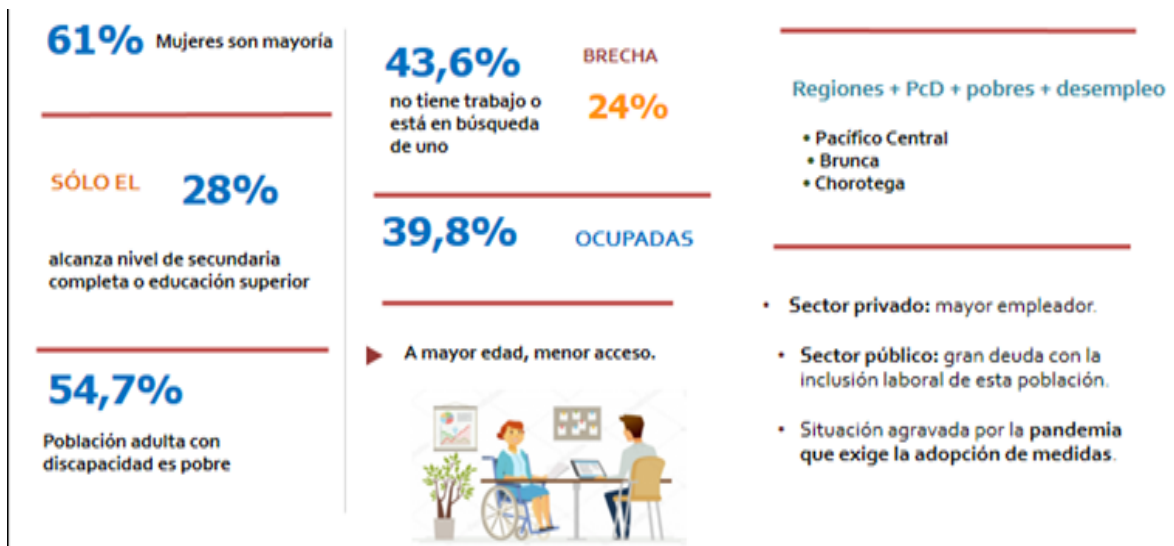 61% Mujeres son mayoría
SÓLO EL 28%
alcanza nivel de secundaria
completa o educación superior
54,7%
Población adulta con
discapacidad es pobre
43,6%
no tiene trabajo o
está en búsqueda
de uno
BRECHA
24%
39,8% OCUPADAS
A mayor edad, menor acceso.
Regiones + PcD + pobres + desempleo
• Pacífico Central
• Brunca
• Chorotega
• Sector privado: mayor empleador.
• Sector público: gran deuda con la
inclusión laboral de esta población.
• Situación agravada por la pandemia
que exige la adopción de medidas.